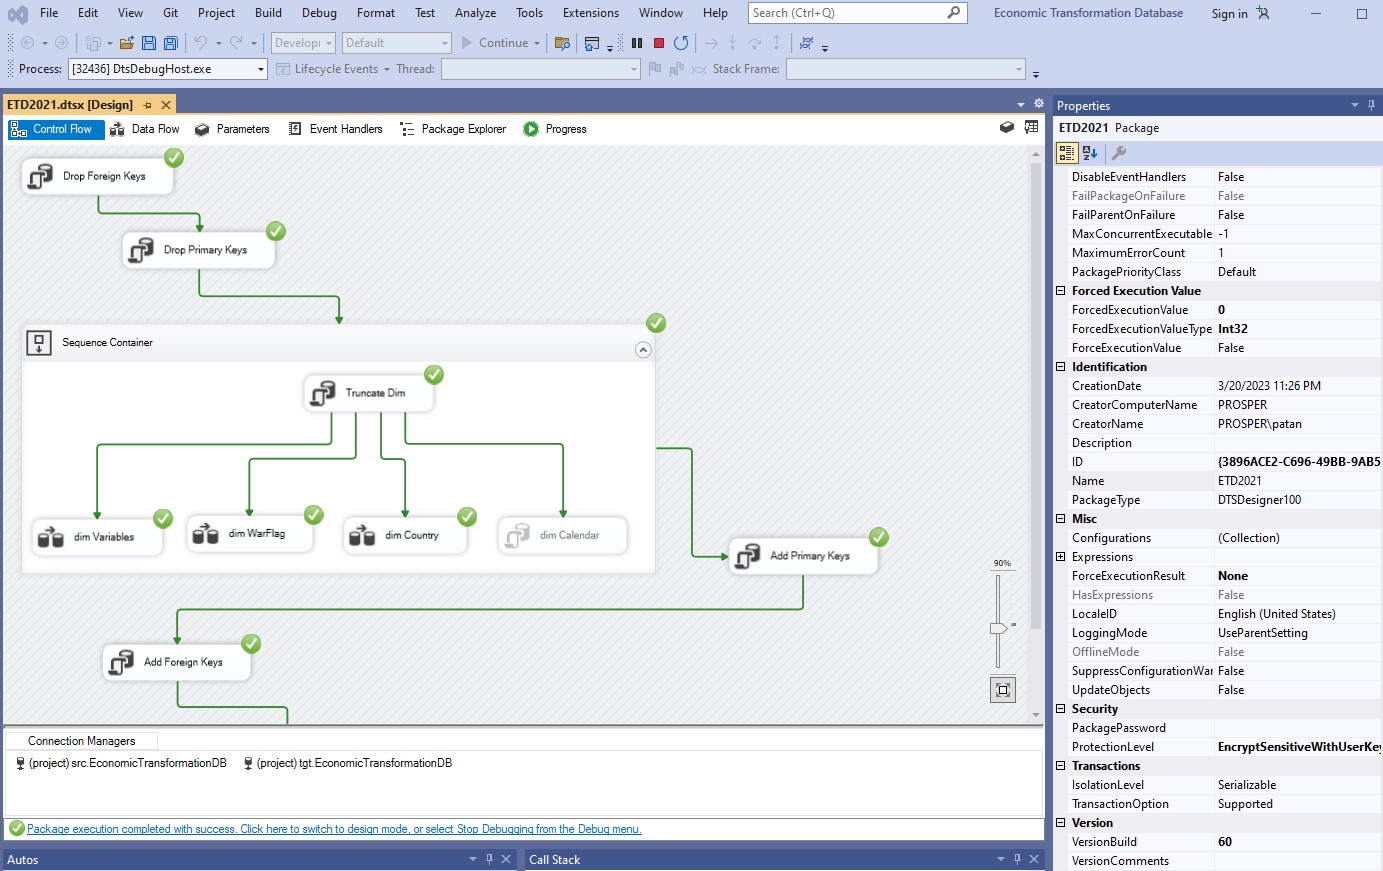 File Edit View Git Project Build Debug Format Test Analyze Tools Extensions Window Help Search (Ctrl+Q) Economic Transformation Database Sign in
Developi Default Continue
Process: [32436] DtsDebugHost.exe Lifecycle Events Thread: Stack Frame:
ETD2021.dtsx [Design]
Control Flow Data Flow Parameters Event Handlers Package Explorer Progress
Drop Foreign Keys
Drop Primary Keys
Sequence Container
Truncate Dim
dim Variables
dim WarFlag
dim Country
dim Calendar
Add Primary Keys
90%
Add Foreign Keys
Connection Managers
(project) src.EconomicTransformationDB (project) tgt.EconomicTransformationDB
Package execution completed with success. Click here to switch to design mode, or select Stop Debugging from the Debug menu.
Autos
Call Stack
Properties
ETD2021 Package
DisableEventHandlers False
FailPackageOnFailure False
FailParentOnFailure False
MaxConcurrentExecutable -1
MaximumErrorCount 1
PackagePriorityClass Default
Forced Execution Value
ForcedExecutionValue 0
ForcedExecutionValueType Int32
ForceExecutionValue False
Identification
CreationDate 3/20/2023 11:26 PM
CreatorComputerName PROSPER
CreatorName PROSPER\patan
Description
ID {3896ACE2-C696-49BB-9AB5
Name ETD2021
PackageType DTSDesigner100
Misc
Configurations (Collection)
Expressions
ForceExecutionResult None
HasExpressions False
LocaleID English (United States)
LoggingMode UseParentSetting
OfflineMode False
SuppressConfigurationWar False
UpdateObjects False
Security
PackagePassword
ProtectionLevel EncryptSensitiveWithUserKey
Transactions
IsolationLevel Serializable
TransactionOption Supported
Version
VersionBuild 60
VersionComments